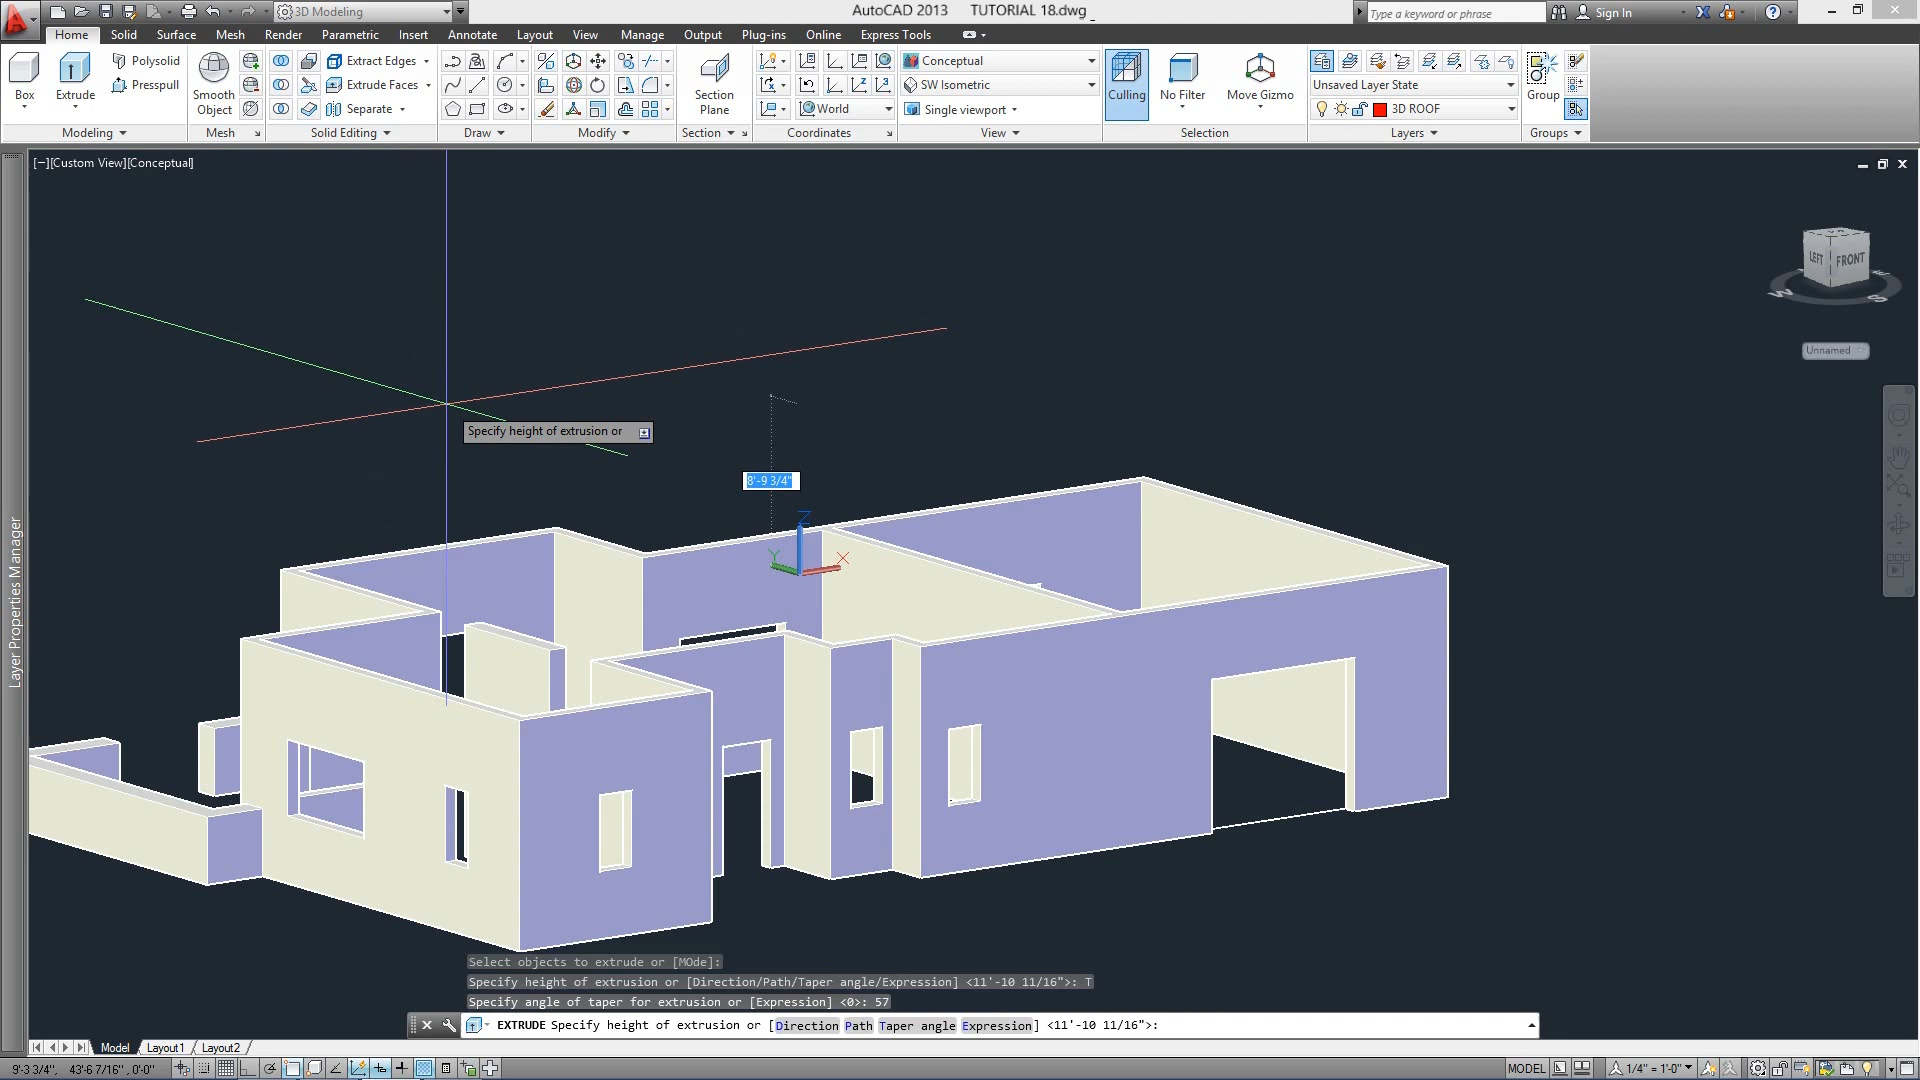 3D Modeling
AutoCAD 2013 TUTORIAL 18.dwg
Type a keyword or phrase
Sign In
Home Solid Surface Mesh Render Parametric Insert Annotate Layout View Manage Output Plug-ins Online Express Tools
Box
Extrude
Polysolid
Presspull
Smooth Object
Extract Edges
Extrude Faces
Separate
Section Plane
World
Conceptual
SW Isometric
Single viewport
Culling
No Filter
Move Gizmo
Unsaved Layer State
3D ROOF
Group
Modeling Mesh Solid Editing Draw Modify Section Coordinates View Selection Layers Groups
[−][Custom View][Conceptual]
LEFT FRONT
W S
Unnamed
Specify height of extrusion or
8'-9 3/4"
Z
Y X
Layer Properties Manager
Select objects to extrude or [MOde]:
Specify height of extrusion or [Direction/Path/Taper angle/Expression] <11'-10 11/16">: T
Specify angle of taper for extrusion or [Expression] <0>: 57
EXTRUDE Specify height of extrusion or [Direction Path Taper angle Expression] <11'-10 11/16">:
Model Layout1 Layout2
9'-3 3/4", 43'-6 7/16", 0'-0"
MODEL
1/4" = 1'-0"